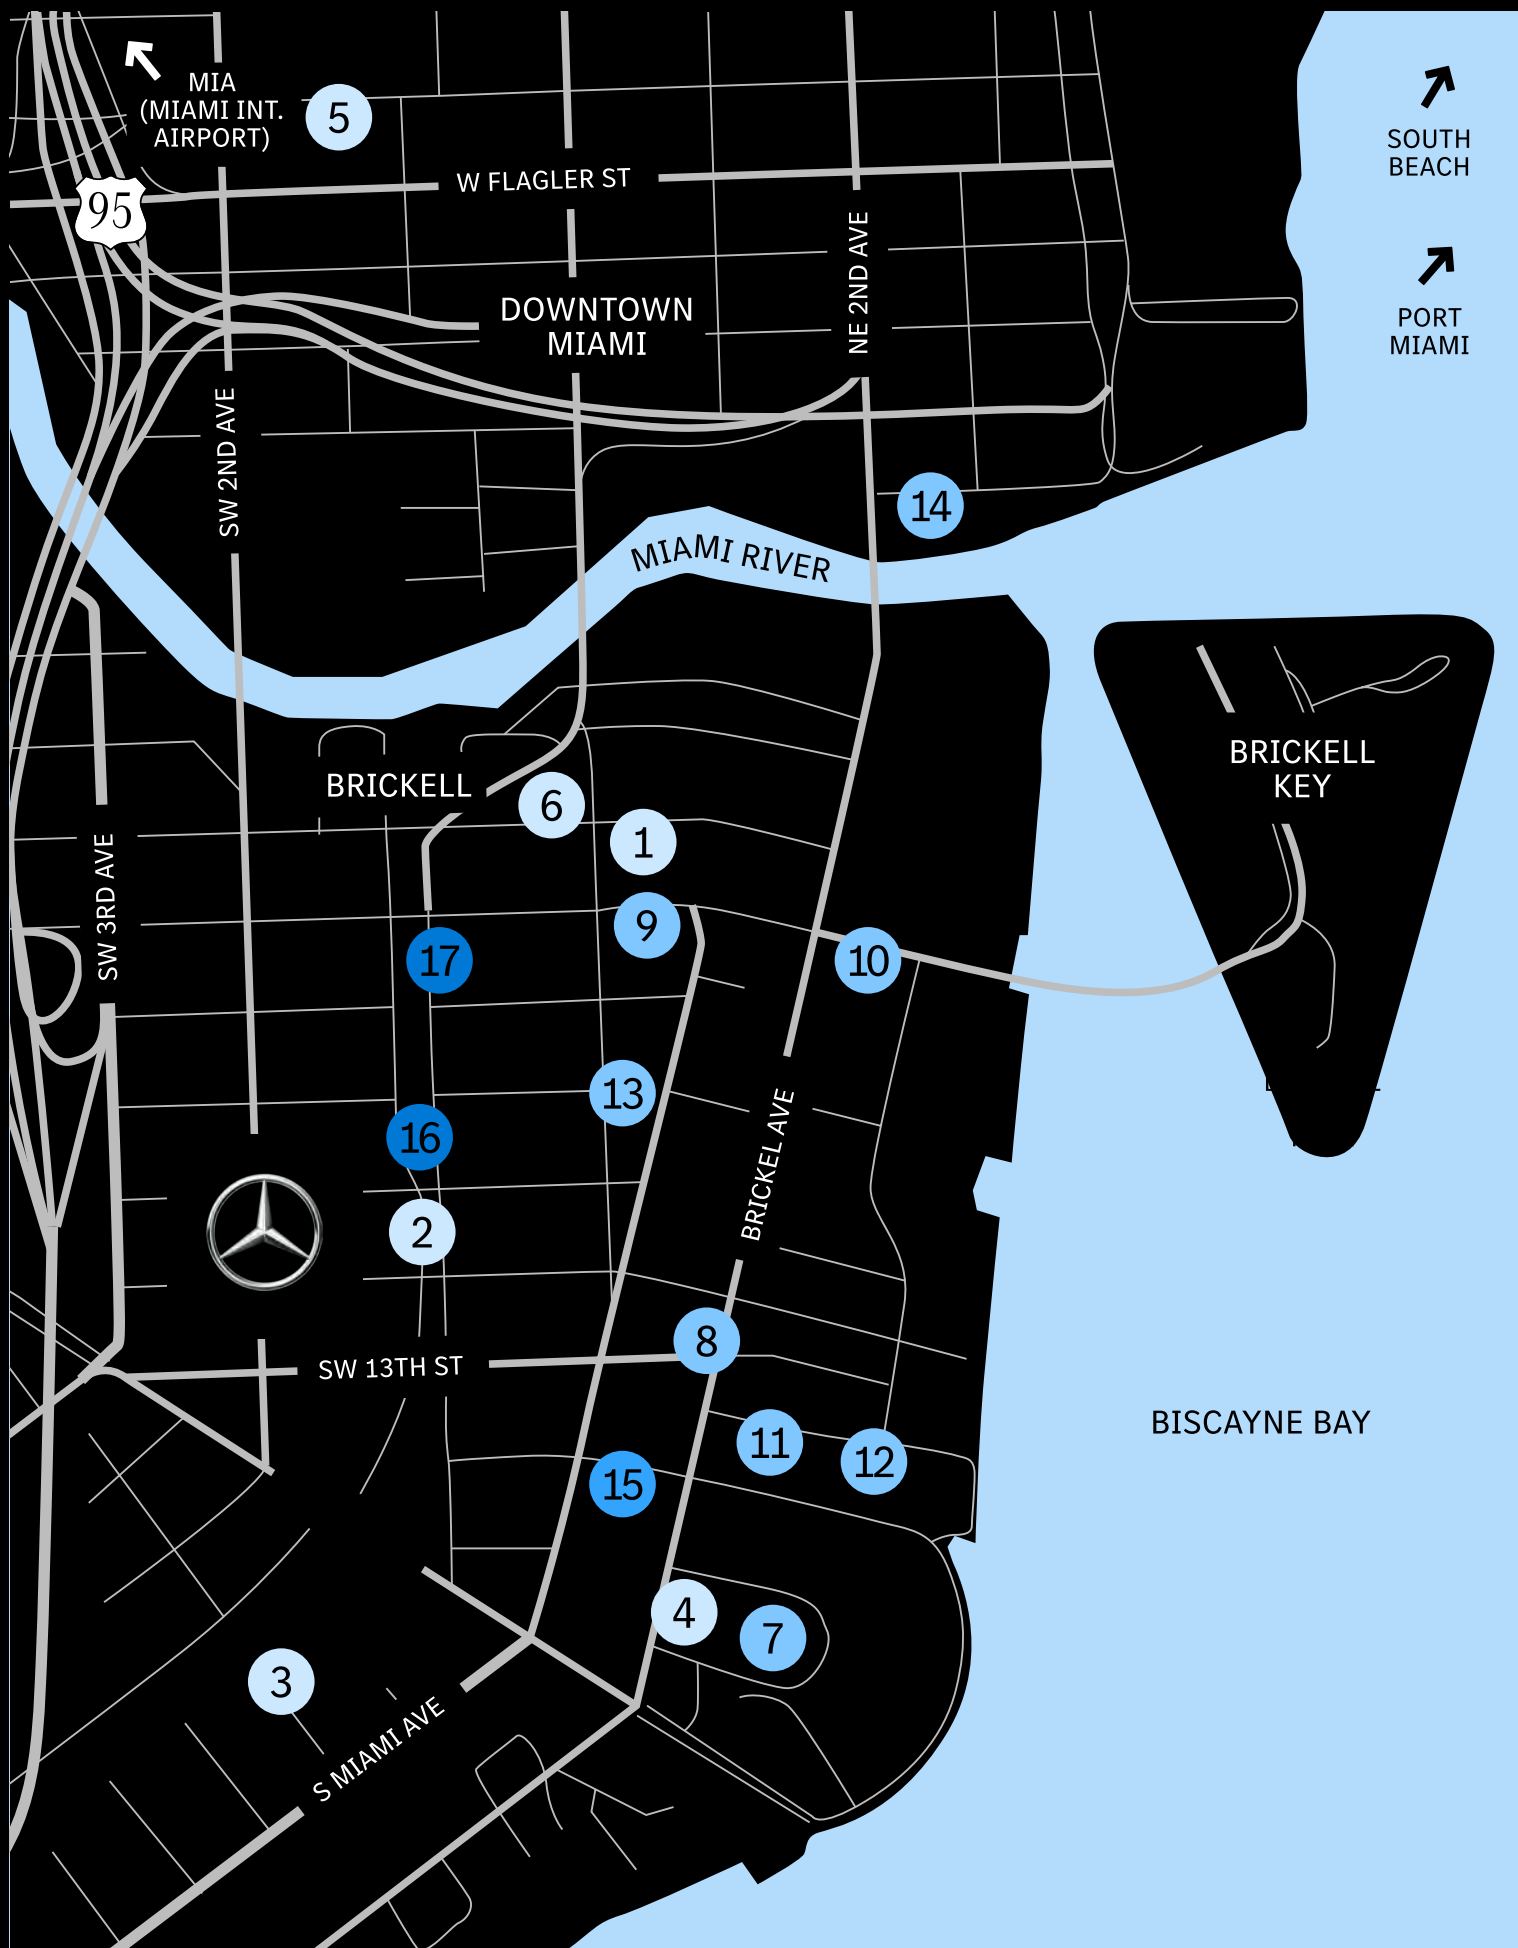 MIA
(MIAMI INT.
AIRPORT)
5
SOUTH
BEACH
95
W FLAGLER ST
NE 2ND AVE
PORT
MIAMI
DOWNTOWN
MIAMI
SW 2ND AVE
14
MIAMI RIVER
BRICKELL
KEY
BRICKELL
6
1
SW 3RD AVE
9
17
10
13
16
BRICKEL AVE
2
8
SW 13TH ST
BISCAYNE BAY
11
12
15
4
7
3
S MIAMI AVE